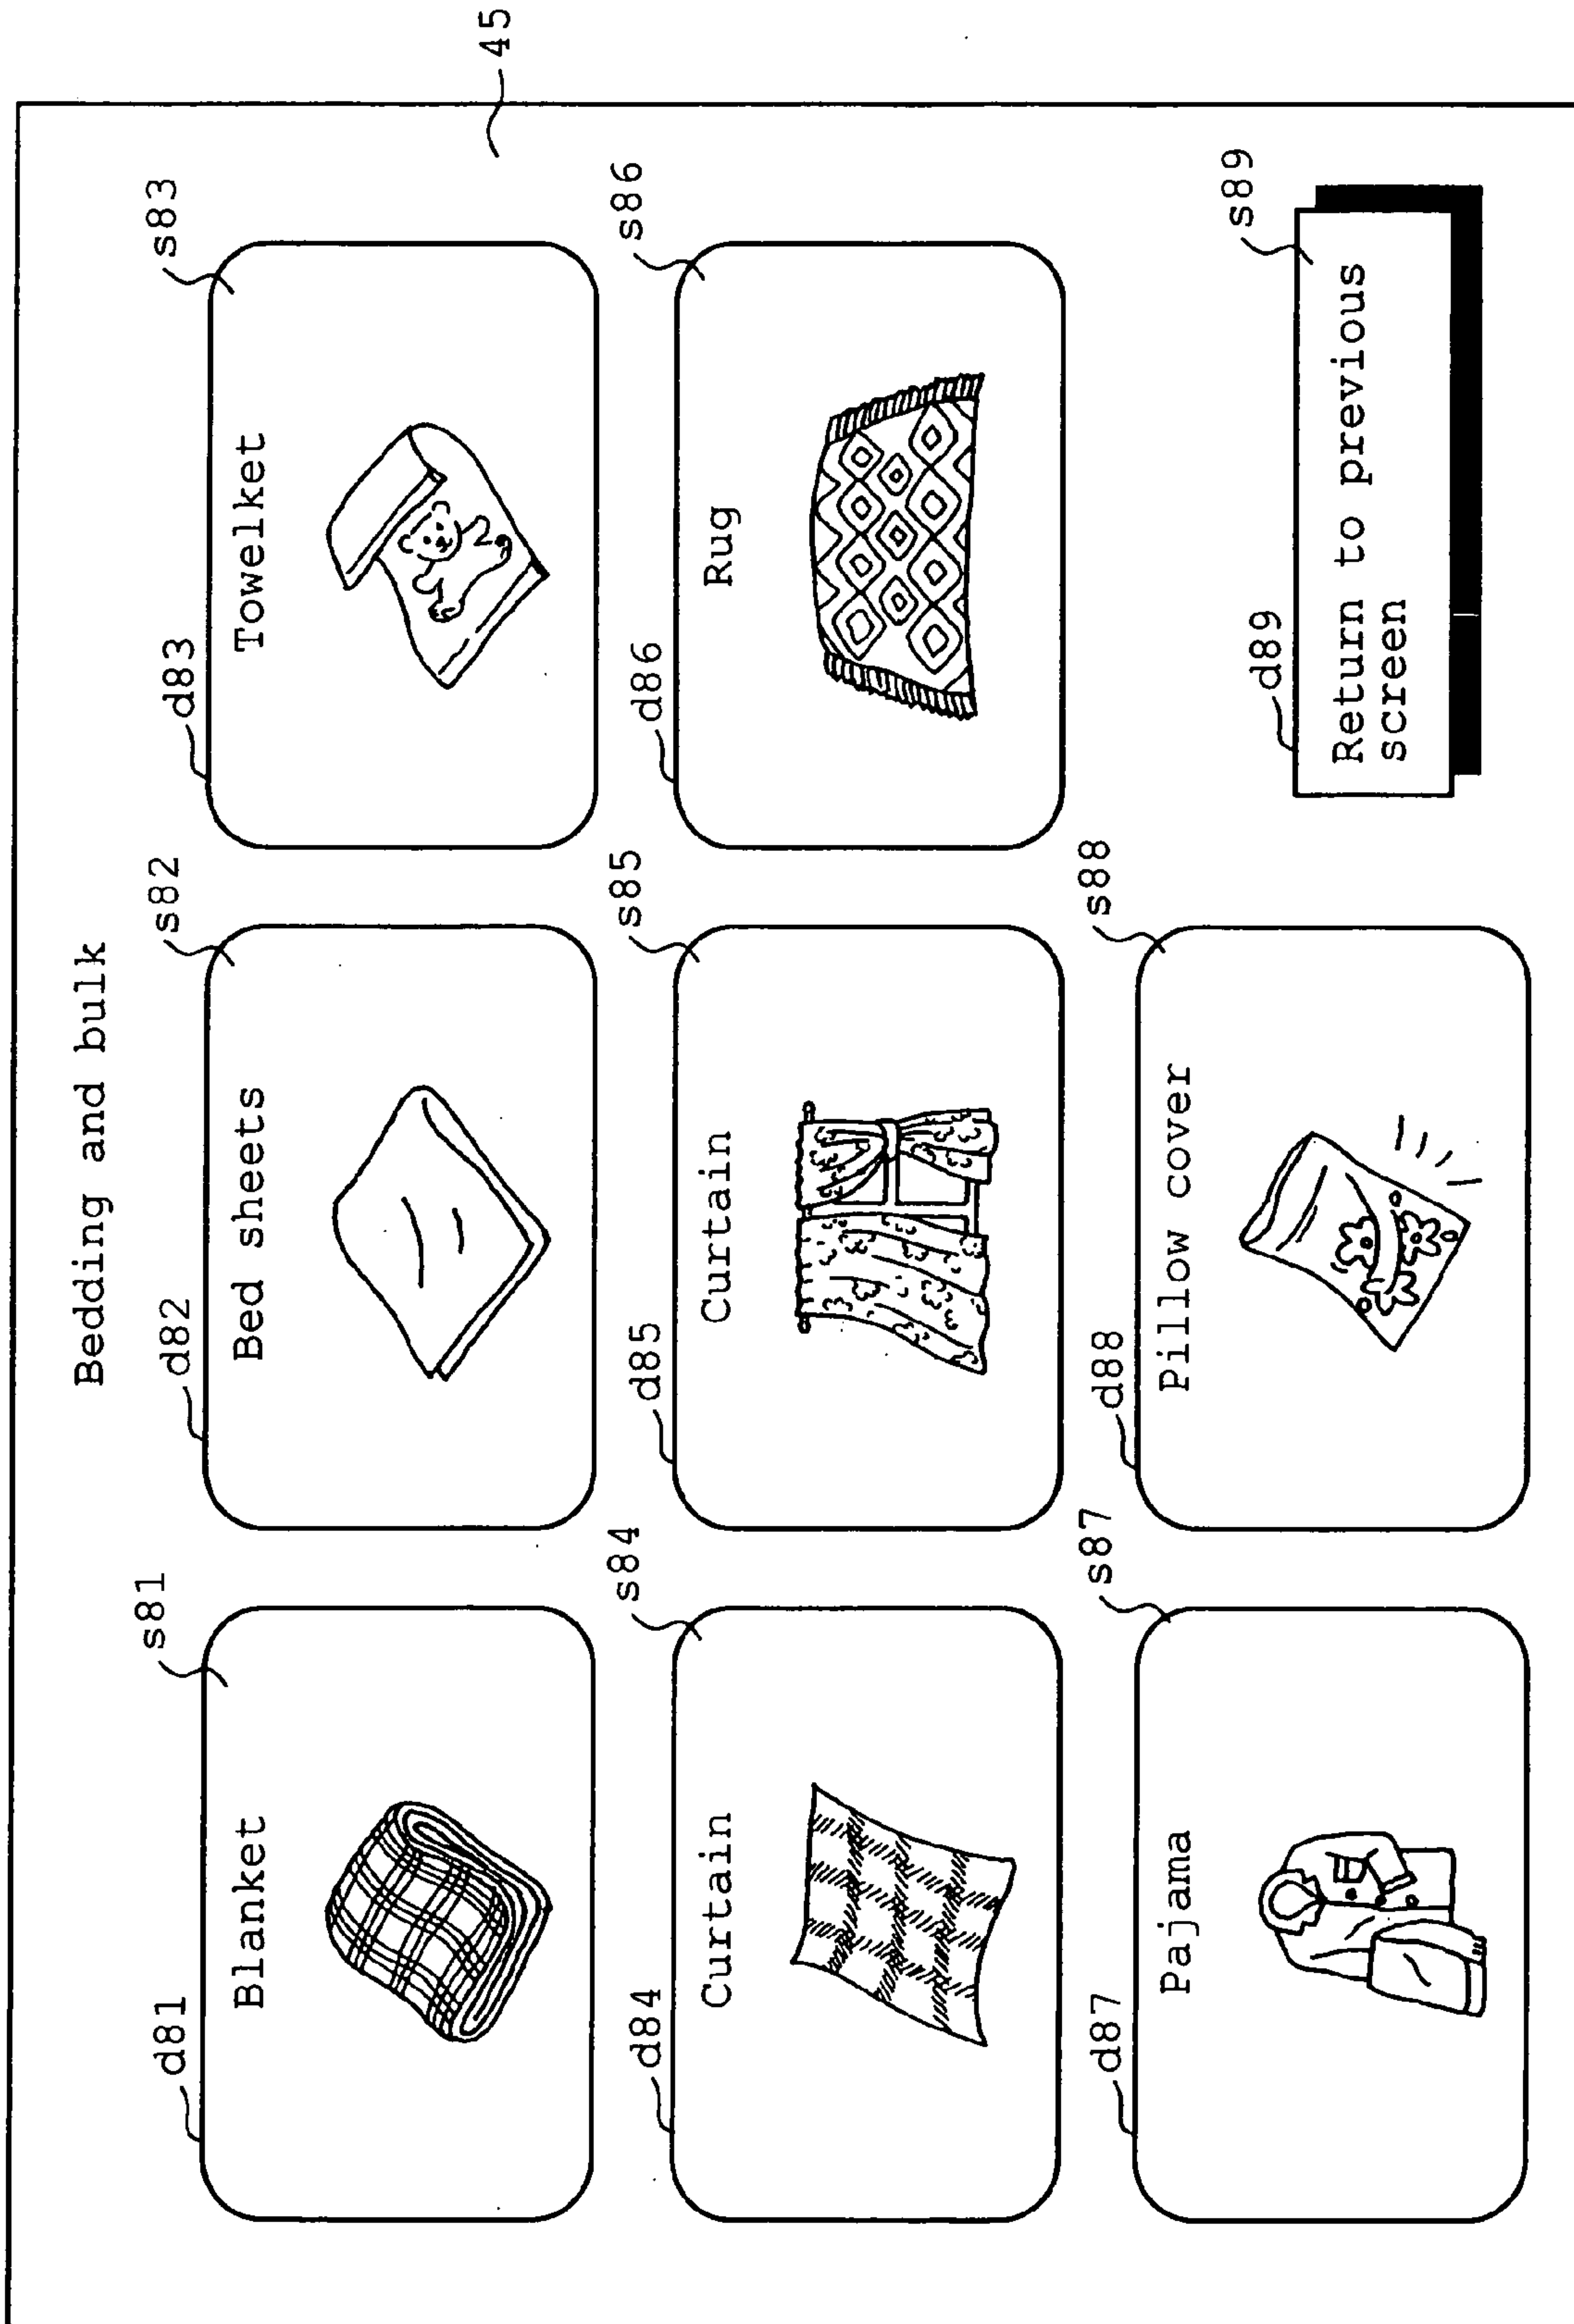 Bedding and bulk
45
d81
s81
Blanket
d82
s82
Bed sheets
d83
s83
Towelket
d84
s84
Curtain
d85
s85
Curtain
d86
s86
Rug
d87
s87
Pajama
d88
s88
Pillow cover
d89
s89
Return to previous
screen